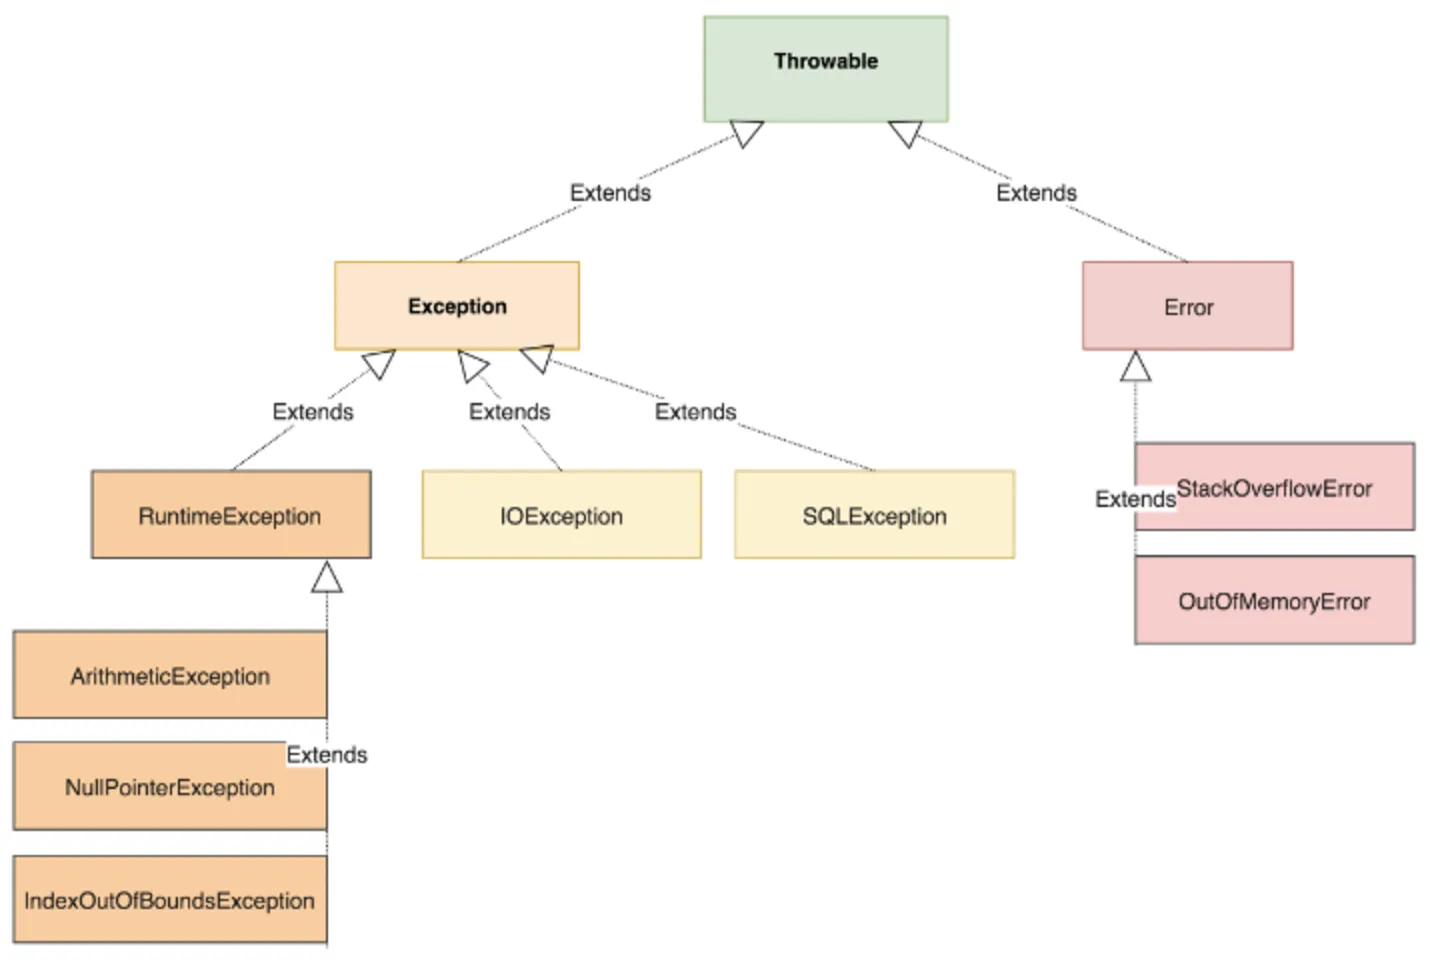 Throwable
Extends
Extends
Exception
Error
Extends
Extends
Extends
RuntimeException
IOException
SQLException
Extends
StackOverflowError
OutOfMemoryError
ArithmeticException
Extends
NullPointerException
IndexOutOfBoundsException